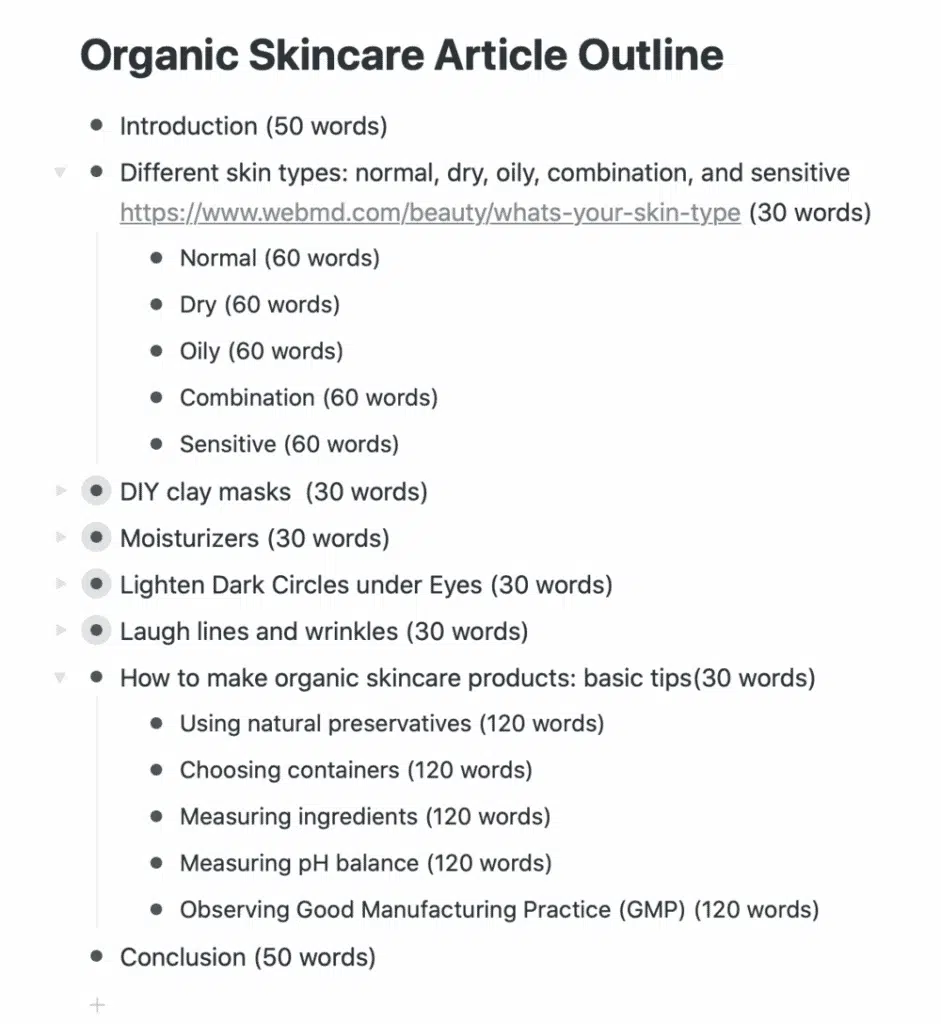 Organic Skincare Article Outline
Introduction (50 words)
Different skin types: normal, dry, oily, combination, and sensitive
https://www.webmd.com/beauty/whats-your-skin-type (30 words)
Normal (60 words)
Dry (60 words)
Oily (60 words)
Combination (60 words)
Sensitive (60 words)
DIY clay masks  (30 words)
Moisturizers (30 words)
Lighten Dark Circles under Eyes (30 words)
Laugh lines and wrinkles (30 words)
How to make organic skincare products: basic tips(30 words)
Using natural preservatives (120 words)
Choosing containers (120 words)
Measuring ingredients (120 words)
Measuring pH balance (120 words)
Observing Good Manufacturing Practice (GMP) (120 words)
Conclusion (50 words)